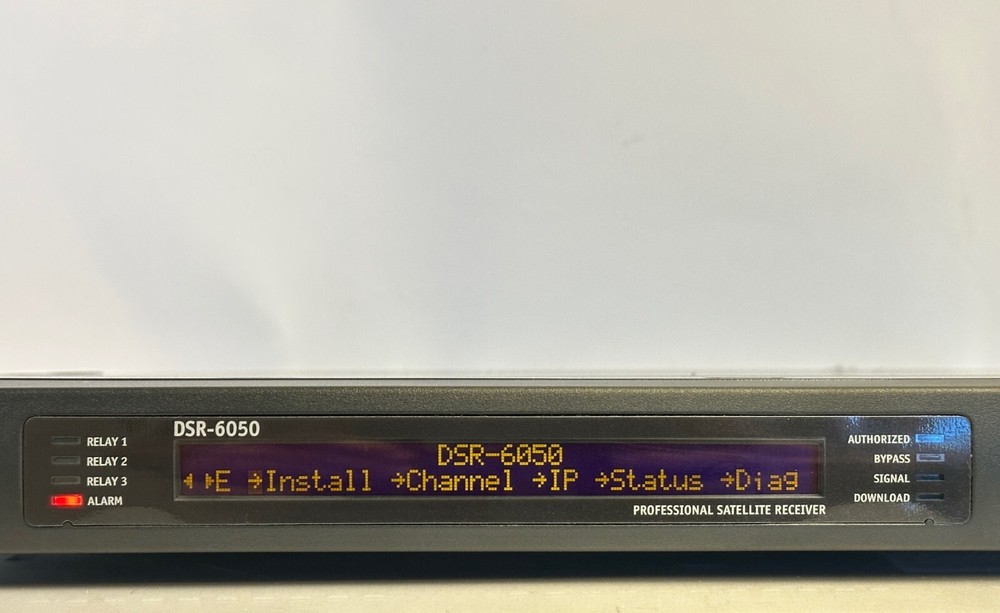 DSR-6050
RELAY 1
RELAY 2
RELAY 3
ALARM
DSR-6050
E →Install →Channel →IP →Status →Diag
PROFESSIONAL SATELLITE RECEIVER
AUTHORIZED
BYPASS
SIGNAL
DOWNLOAD